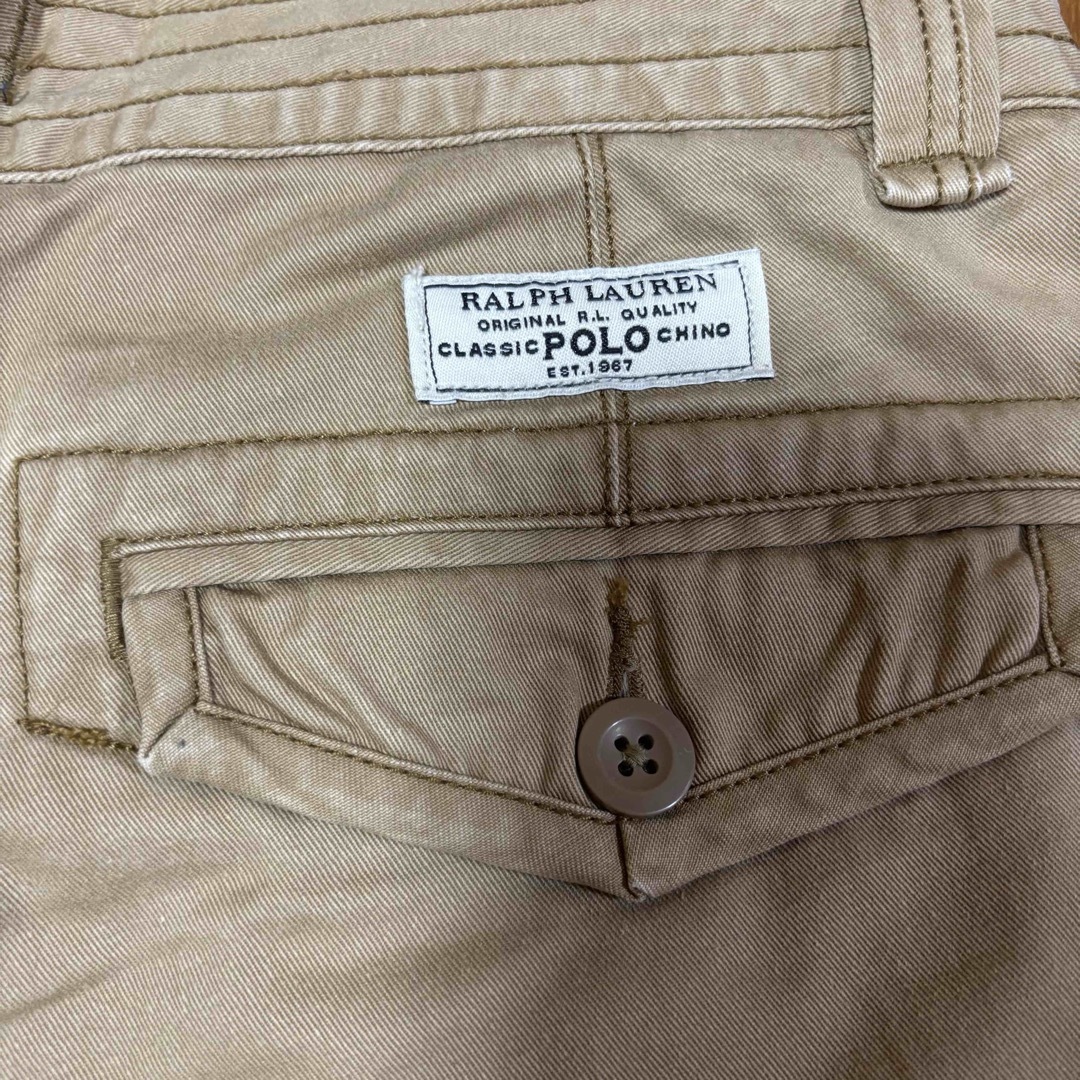 RALPH LAUREN
ORIGINAL R.L. QUALITY
CLASSIC POLO CHINO
EST. 1967